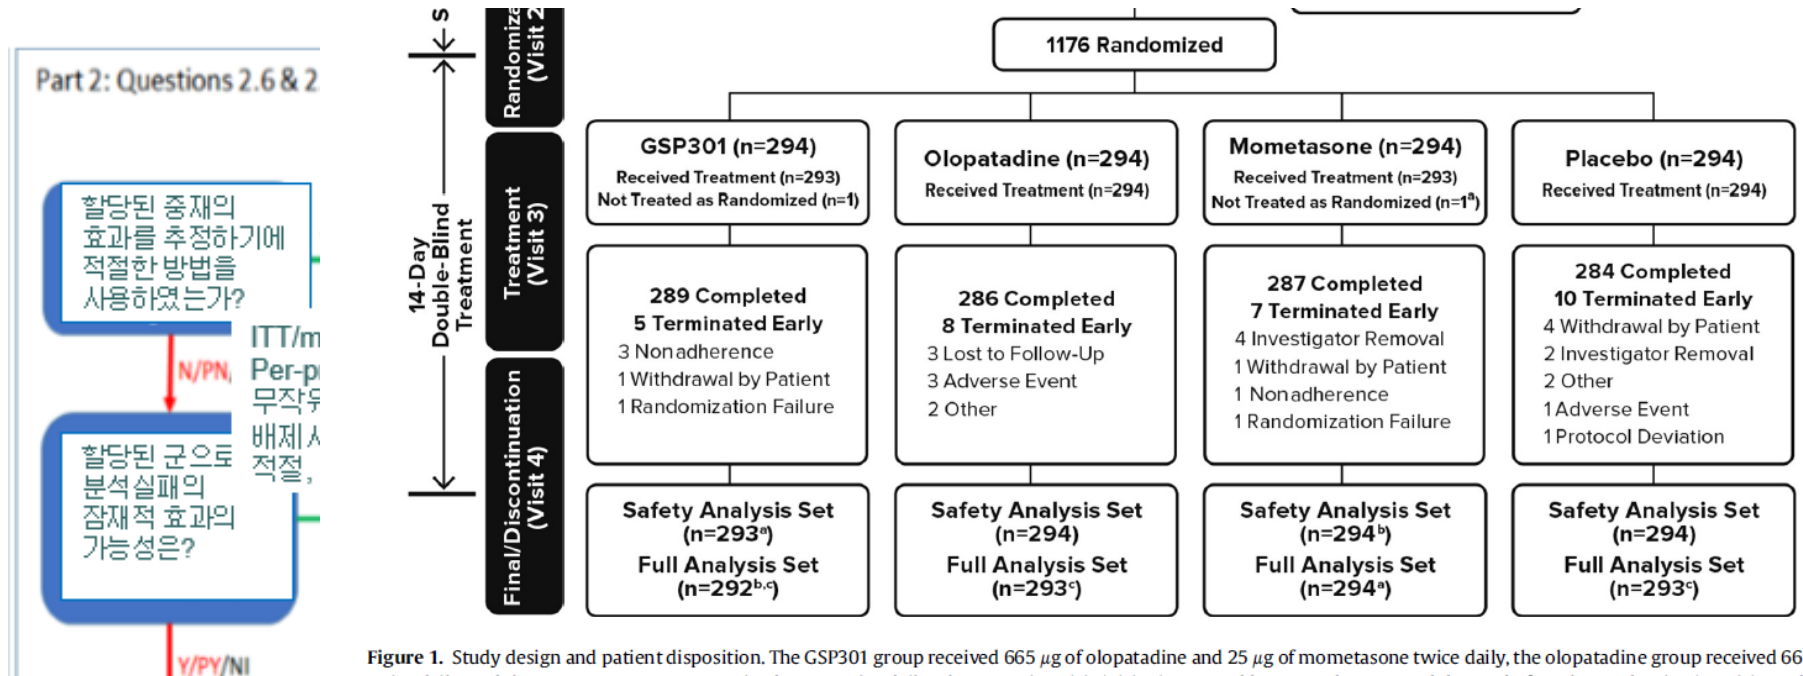 Part 2: Questions 2.6 & 2
할당된 중재의
효과를 추정하기에
적절한 방법을
사용하였는가?
N/PN
ITT/m
Per-p
무작
배제
적절,
할당된 군으로
분석실패의
잠재적 효과의
가능성은?
Y/PY/NI
S
14-Day
Double-Blind
Treatment
Randomiza
(Visit 2
Treatment
(Visit 3)
Final/Discontinuation
(Visit 4)
1176 Randomized
GSP301 (n=294)
Received Treatment (n=293)
Not Treated as Randomized (n=1)
289 Completed
5 Terminated Early
3 Nonadherence
1 Withdrawal by Patient
1 Randomization Failure
Safety Analysis Set
(n=293ᵃ)
Full Analysis Set
(n=292ᵇ,ᶜ)
Olopatadine (n=294)
Received Treatment (n=294)
286 Completed
8 Terminated Early
3 Lost to Follow-Up
3 Adverse Event
2 Other
Safety Analysis Set
(n=294)
Full Analysis Set
(n=293ᶜ)
Mometasone (n=294)
Received Treatment (n=293)
Not Treated as Randomized (n=1ᵃ)
287 Completed
7 Terminated Early
4 Investigator Removal
1 Withdrawal by Patient
1 Nonadherence
1 Randomization Failure
Safety Analysis Set
(n=294ᵇ)
Full Analysis Set
(n=294ᵃ)
Placebo (n=294)
Received Treatment (n=294)
284 Completed
10 Terminated Early
4 Withdrawal by Patient
2 Investigator Removal
2 Other
1 Adverse Event
1 Protocol Deviation
Safety Analysis Set
(n=294)
Full Analysis Set
(n=293ᶜ)
Figure 1. Study design and patient disposition. The GSP301 group received 665 μg of olopatadine and 25 μg of mometasone twice daily, the olopatadine group received 66